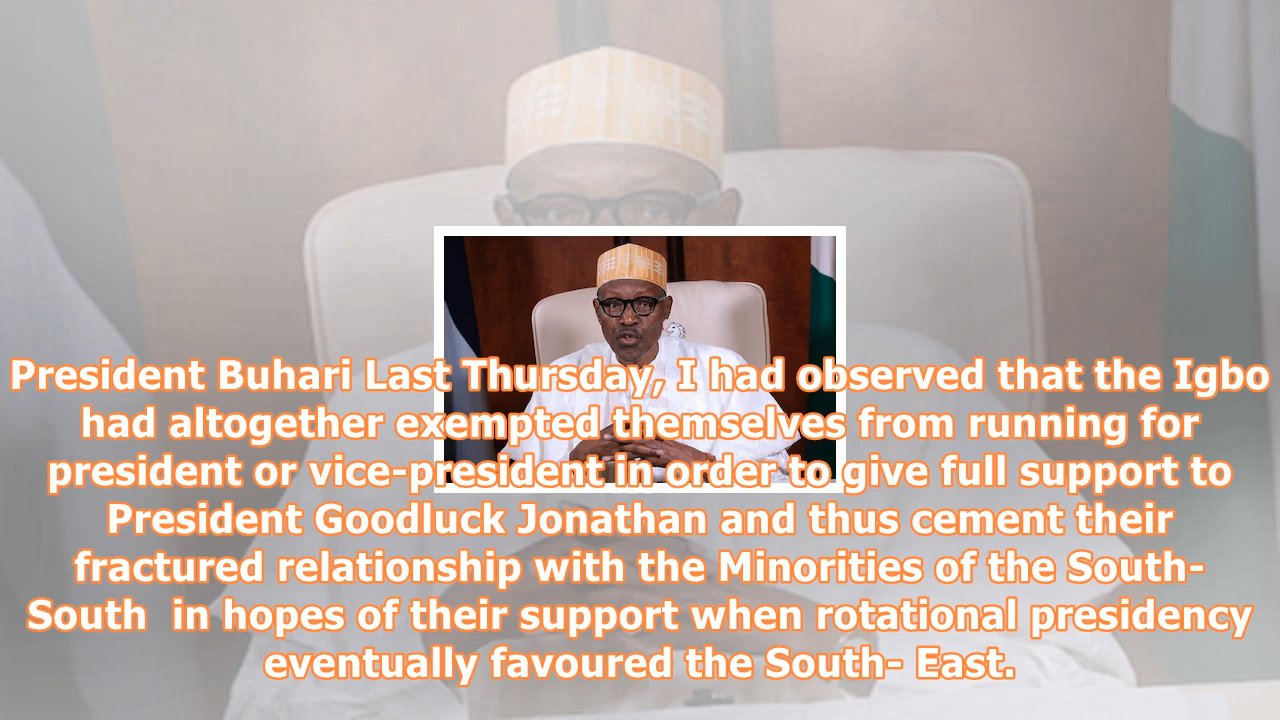 President Buhari Last Thursday, I had observed that the Igbo
had altogether exempted themselves from running for
president or vice-president in order to give full support to
President Goodluck Jonathan and thus cement their
fractured relationship with the Minorities of the South-
South  in hopes of their support when rotational presidency
eventually favoured the South- East.